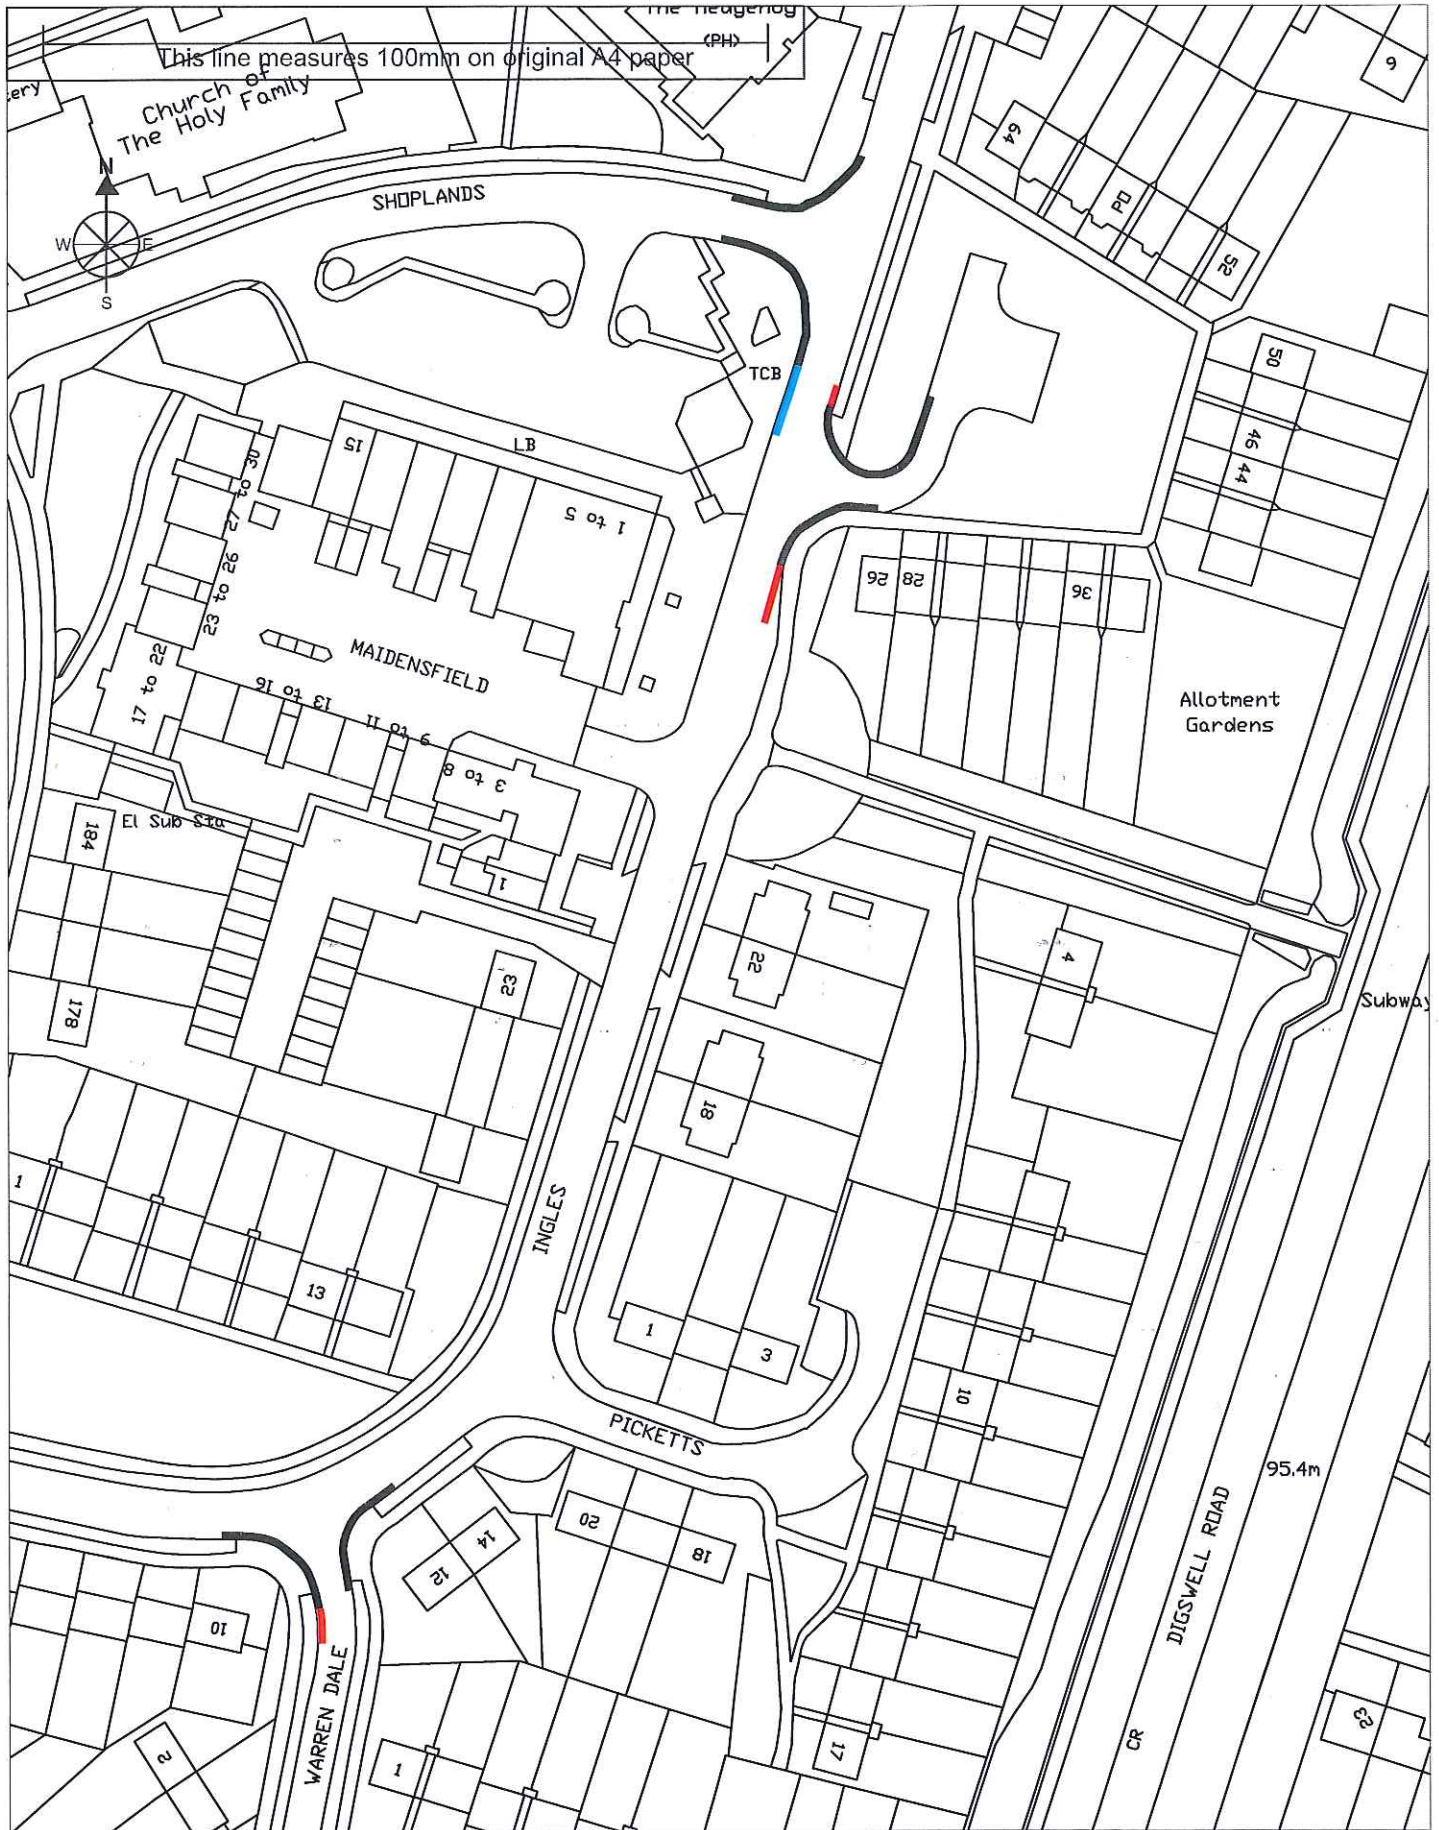 The Hedgehog
(PH)
This line measures 100mm on original A4 paper
Church of
The Holy Family
N
W
E
S
SHOPLANDS
64
Pd
52
9
50
46
44
TCB
LB
15
1 to 5
27 to 30
23 to 26
17 to 22
MAIDENSFIELD
13 to 16
9 to 11
3 to 8
1
26
28
36
Allotment
Gardens
El Sub Sta
184
178
23
22
18
4
Subway
1
13
INGLES
1
3
10
PICKETTS
20
18
14
12
10
2
WARREN DALE
1
17
95.4m
DIGSWELL ROAD
CR
23